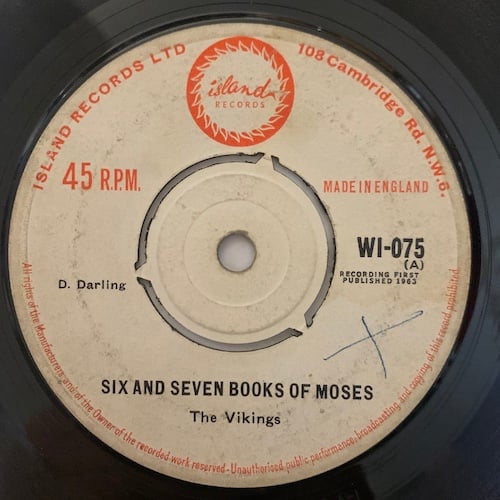 ISLAND RECORDS LTD
island
RECORDS
108 Cambridge Rd. N.W.6.
45 R.P.M.
MADE IN ENGLAND
WI-075
(A)
RECORDING FIRST
PUBLISHED 1963
D. Darling
SIX AND SEVEN BOOKS OF MOSES
The Vikings
All rights of the Manufacturers and of the Owner of the recorded work reserved-Unauthorised public performance, broadcasting and copying of this record prohibited